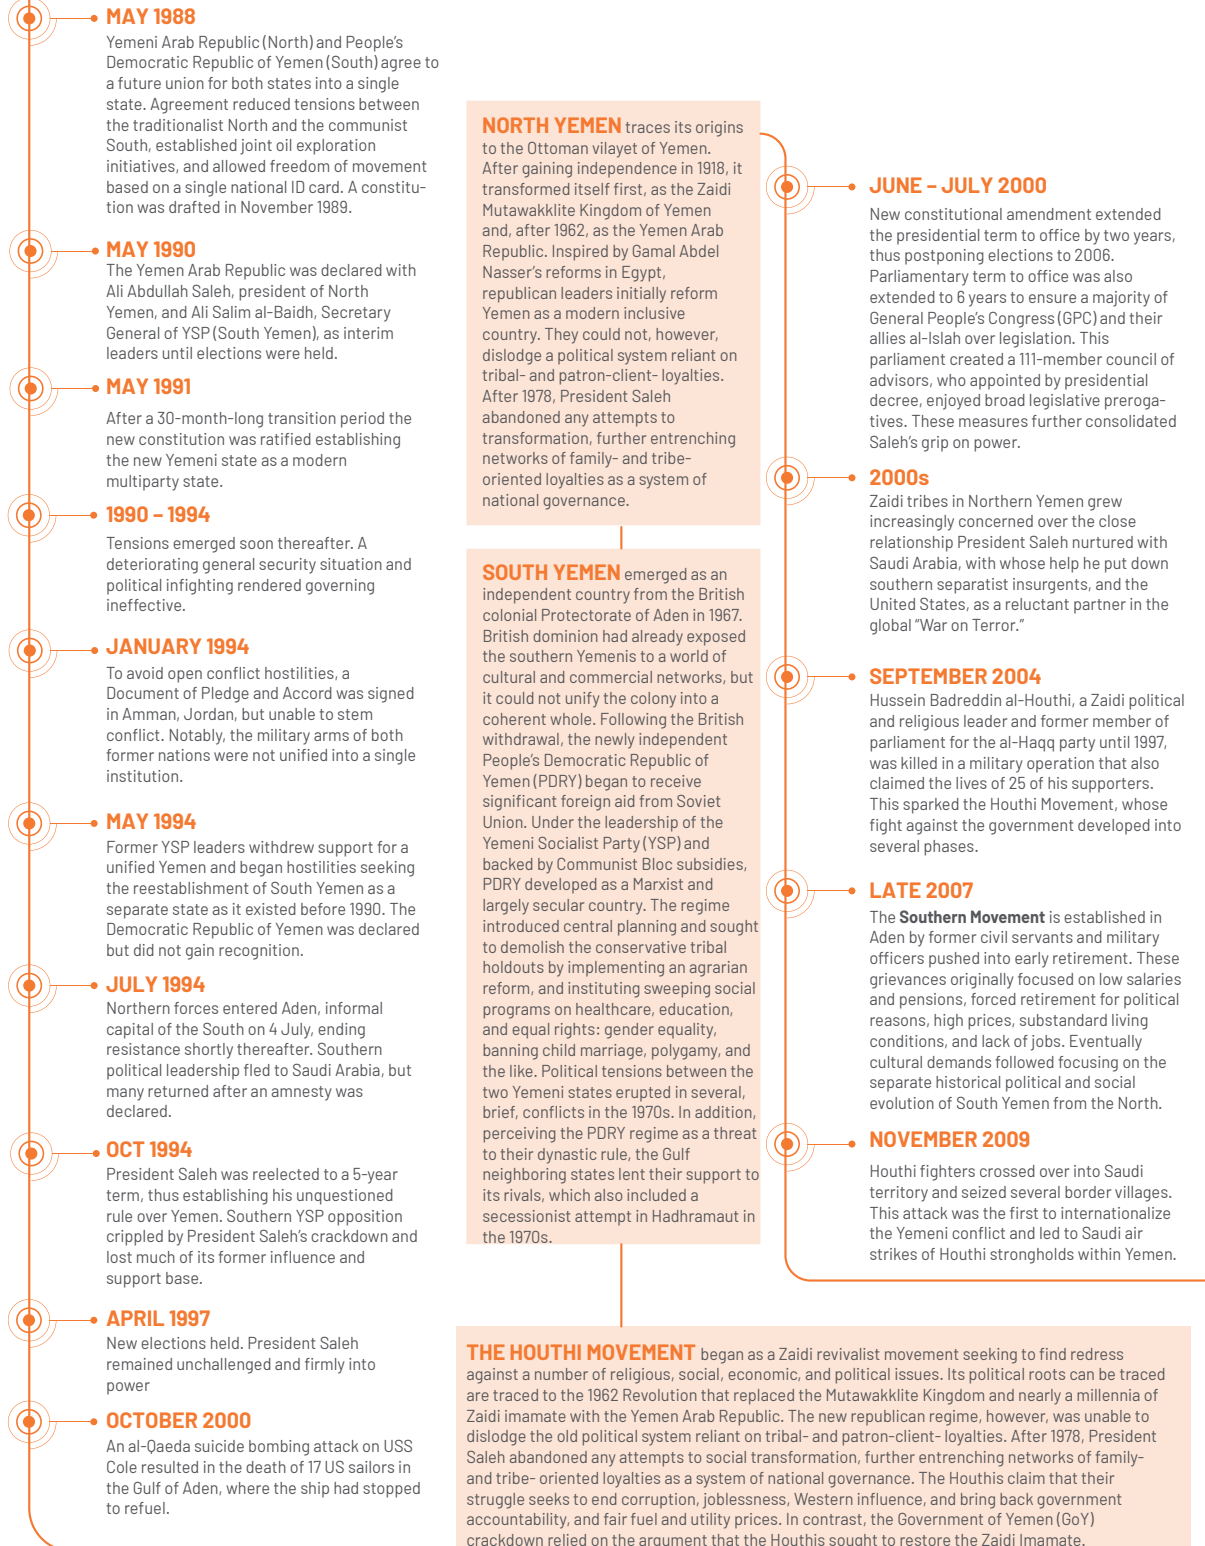 MAY 1988
Yemeni Arab Republic (North) and People's
Democratic Republic of Yemen (South) agree to
a future union for both states into a single
state. Agreement reduced tensions between
the traditionalist North and the communist
South, established joint oil exploration
initiatives, and allowed freedom of movement
based on a single national ID card. A constitu-
tion was drafted in November 1989.
MAY 1990
The Yemen Arab Republic was declared with
Ali Abdullah Saleh, president of North
Yemen, and Ali Salim al-Baidh, Secretary
General of YSP (South Yemen), as interim
leaders until elections were held.
MAY 1991
After a 30-month-long transition period the
new constitution was ratified establishing
the new Yemeni state as a modern
multiparty state.
1990 – 1994
Tensions emerged soon thereafter. A
deteriorating general security situation and
political infighting rendered governing
ineffective.
JANUARY 1994
To avoid open conflict hostilities, a
Document of Pledge and Accord was signed
in Amman, Jordan, but unable to stem
conflict. Notably, the military arms of both
former nations were not unified into a single
institution.
MAY 1994
Former YSP leaders withdrew support for a
unified Yemen and began hostilities seeking
the reestablishment of South Yemen as a
separate state as it existed before 1990. The
Democratic Republic of Yemen was declared
but did not gain recognition.
JULY 1994
Northern forces entered Aden, informal
capital of the South on 4 July, ending
resistance shortly thereafter. Southern
political leadership fled to Saudi Arabia, but
many returned after an amnesty was
declared.
OCT 1994
President Saleh was reelected to a 5-year
term, thus establishing his unquestioned
rule over Yemen. Southern YSP opposition
crippled by President Saleh's crackdown and
lost much of its former influence and
support base.
APRIL 1997
New elections held. President Saleh
remained unchallenged and firmly into
power
OCTOBER 2000
An al-Qaeda suicide bombing attack on USS
Cole resulted in the death of 17 US sailors in
the Gulf of Aden, where the ship had stopped
to refuel.
NORTH YEMEN traces its origins
to the Ottoman vilayet of Yemen.
After gaining independence in 1918, it
transformed itself first, as the Zaidi
Mutawakklite Kingdom of Yemen
and, after 1962, as the Yemen Arab
Republic. Inspired by Gamal Abdel
Nasser's reforms in Egypt,
republican leaders initially reform
Yemen as a modern inclusive
country. They could not, however,
dislodge a political system reliant on
tribal- and patron-client- loyalties.
After 1978, President Saleh
abandoned any attempts to
transformation, further entrenching
networks of family- and tribe-
oriented loyalties as a system of
national governance.
SOUTH YEMEN emerged as an
independent country from the British
colonial Protectorate of Aden in 1967.
British dominion had already exposed
the southern Yemenis to a world of
cultural and commercial networks, but
it could not unify the colony into a
coherent whole. Following the British
withdrawal, the newly independent
People's Democratic Republic of
Yemen (PDRY) began to receive
significant foreign aid from Soviet
Union. Under the leadership of the
Yemeni Socialist Party (YSP) and
backed by Communist Bloc subsidies,
PDRY developed as a Marxist and
largely secular country. The regime
introduced central planning and sought
to demolish the conservative tribal
holdouts by implementing an agrarian
reform, and instituting sweeping social
programs on healthcare, education,
and equal rights: gender equality,
banning child marriage, polygamy, and
the like. Political tensions between the
two Yemeni states erupted in several,
brief, conflicts in the 1970s. In addition,
perceiving the PDRY regime as a threat
to their dynastic rule, the Gulf
neighboring states lent their support to
its rivals, which also included a
secessionist attempt in Hadhramaut in
the 1970s.
JUNE – JULY 2000
New constitutional amendment extended
the presidential term to office by two years,
thus postponing elections to 2006.
Parliamentary term to office was also
extended to 6 years to ensure a majority of
General People's Congress (GPC) and their
allies al-Islah over legislation. This
parliament created a 111-member council of
advisors, who appointed by presidential
decree, enjoyed broad legislative preroga-
tives. These measures further consolidated
Saleh's grip on power.
2000s
Zaidi tribes in Northern Yemen grew
increasingly concerned over the close
relationship President Saleh nurtured with
Saudi Arabia, with whose help he put down
southern separatist insurgents, and the
United States, as a reluctant partner in the
global "War on Terror."
SEPTEMBER 2004
Hussein Badreddin al-Houthi, a Zaidi political
and religious leader and former member of
parliament for the al-Haqq party until 1997,
was killed in a military operation that also
claimed the lives of 25 of his supporters.
This sparked the Houthi Movement, whose
fight against the government developed into
several phases.
LATE 2007
The Southern Movement is established in
Aden by former civil servants and military
officers pushed into early retirement. These
grievances originally focused on low salaries
and pensions, forced retirement for political
reasons, high prices, substandard living
conditions, and lack of jobs. Eventually
cultural demands followed focusing on the
separate historical political and social
evolution of South Yemen from the North.
NOVEMBER 2009
Houthi fighters crossed over into Saudi
territory and seized several border villages.
This attack was the first to internationalize
the Yemeni conflict and led to Saudi air
strikes of Houthi strongholds within Yemen.
THE HOUTHI MOVEMENT began as a Zaidi revivalist movement seeking to find redress
against a number of religious, social, economic, and political issues. Its political roots can be traced
are traced to the 1962 Revolution that replaced the Mutawakklite Kingdom and nearly a millennia of
Zaidi imamate with the Yemen Arab Republic. The new republican regime, however, was unable to
dislodge the old political system reliant on tribal- and patron-client- loyalties. After 1978, President
Saleh abandoned any attempts to social transformation, further entrenching networks of family-
and tribe- oriented loyalties as a system of national governance. The Houthis claim that their
struggle seeks to end corruption, joblessness, Western influence, and bring back government
accountability, and fair fuel and utility prices. In contrast, the Government of Yemen (GoY)
crackdown relied on the argument that the Houthis sought to restore the Zaidi Imamate.